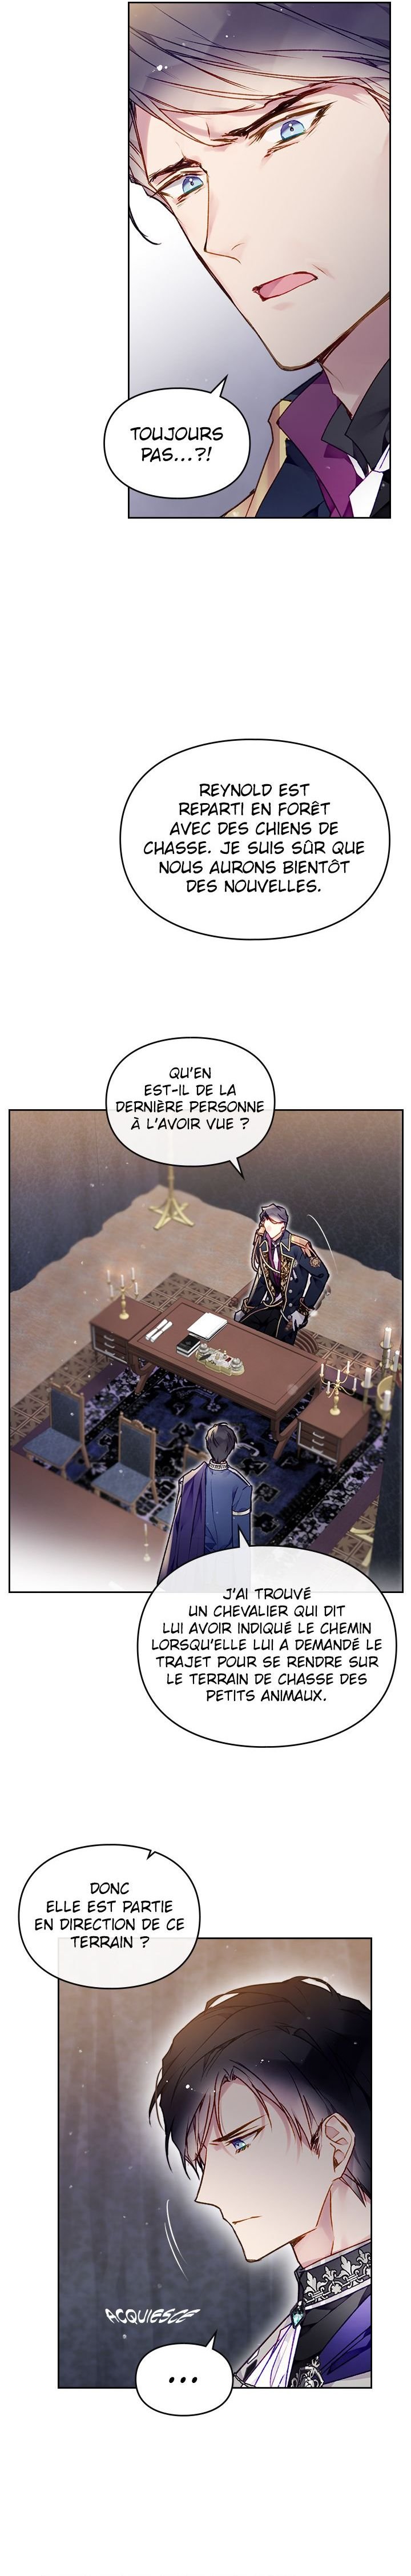 TOUJOURS
PAS...?!
REYNOLD EST
REPARTI EN FORÊT
AVEC DES CHIENS DE
CHASSE. JE SUIS SÛR QUE
NOUS AURONS BIENTÔT
DES NOUVELLES.
QU'EN
EST-IL DE LA
DERNIÈRE PERSONNE
À L'AVOIR VUE ?
J'AI TROUVÉ
UN CHEVALIER QUI DIT
LUI AVOIR INDIQUÉ LE CHEMIN
LORSQU'ELLE LUI A DEMANDÉ LE
TRAJET POUR SE RENDRE SUR
LE TERRAIN DE CHASSE DES
PETITS ANIMAUX.
DONC
ELLE EST PARTIE
EN DIRECTION DE CE
TERRAIN ?
ACQUIESCE
...